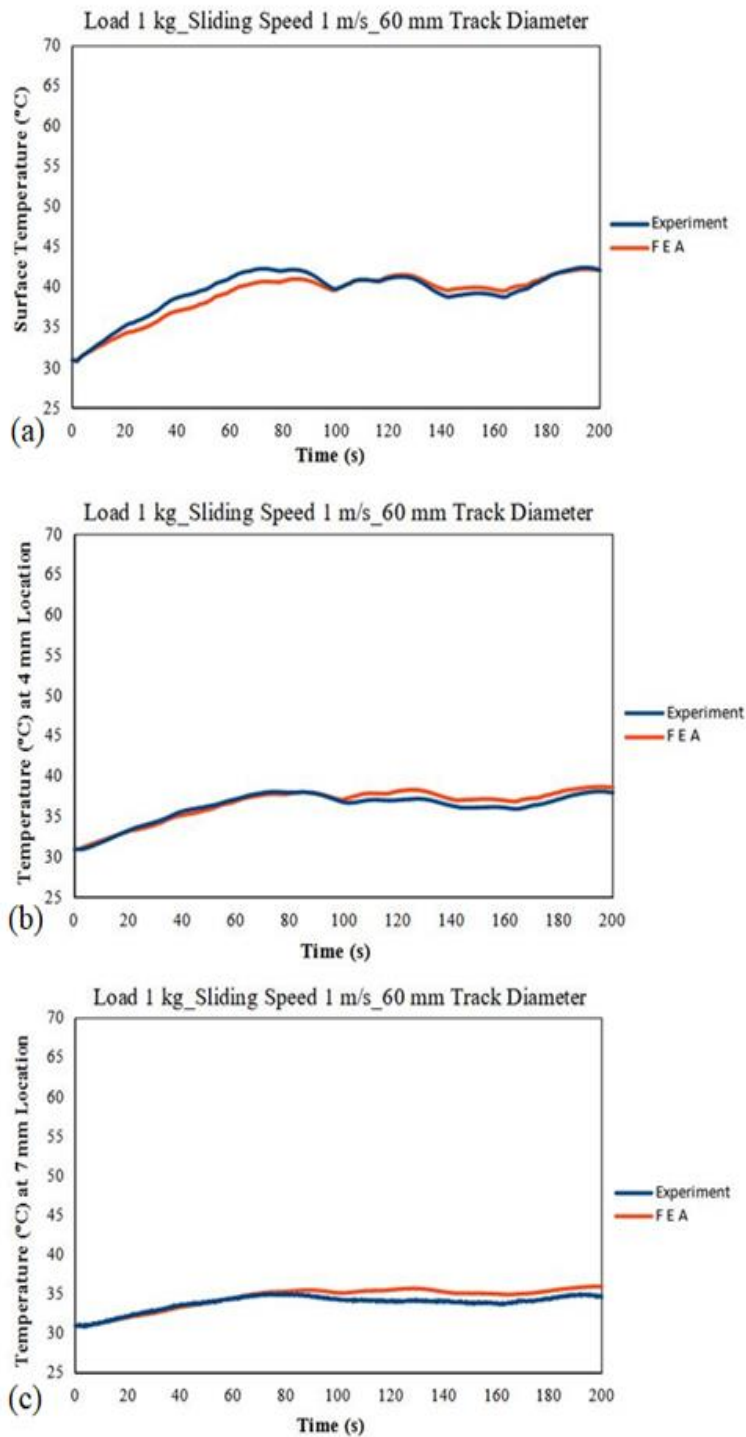 Load 1 kg_Sliding Speed 1 m/s_60 mm Track Diameter
70
65
60
55
50
45
40
35
30
25
Surface Temperature (°C)
Experiment
F E A
0 20 40 60 80 100 120 140 160 180 200
Time (s)
(a)
Load 1 kg_Sliding Speed 1 m/s_60 mm Track Diameter
70
65
60
55
50
45
40
35
30
25
Temperature (°C) at 4 mm Location
Experiment
F E A
0 20 40 60 80 100 120 140 160 180 200
Time (s)
(b)
Load 1 kg_Sliding Speed 1 m/s_60 mm Track Diameter
70
65
60
55
50
45
40
35
30
25
Temperature (°C) at 7 mm Location
Experiment
F E A
0 20 40 60 80 100 120 140 160 180 200
Time (s)
(c)